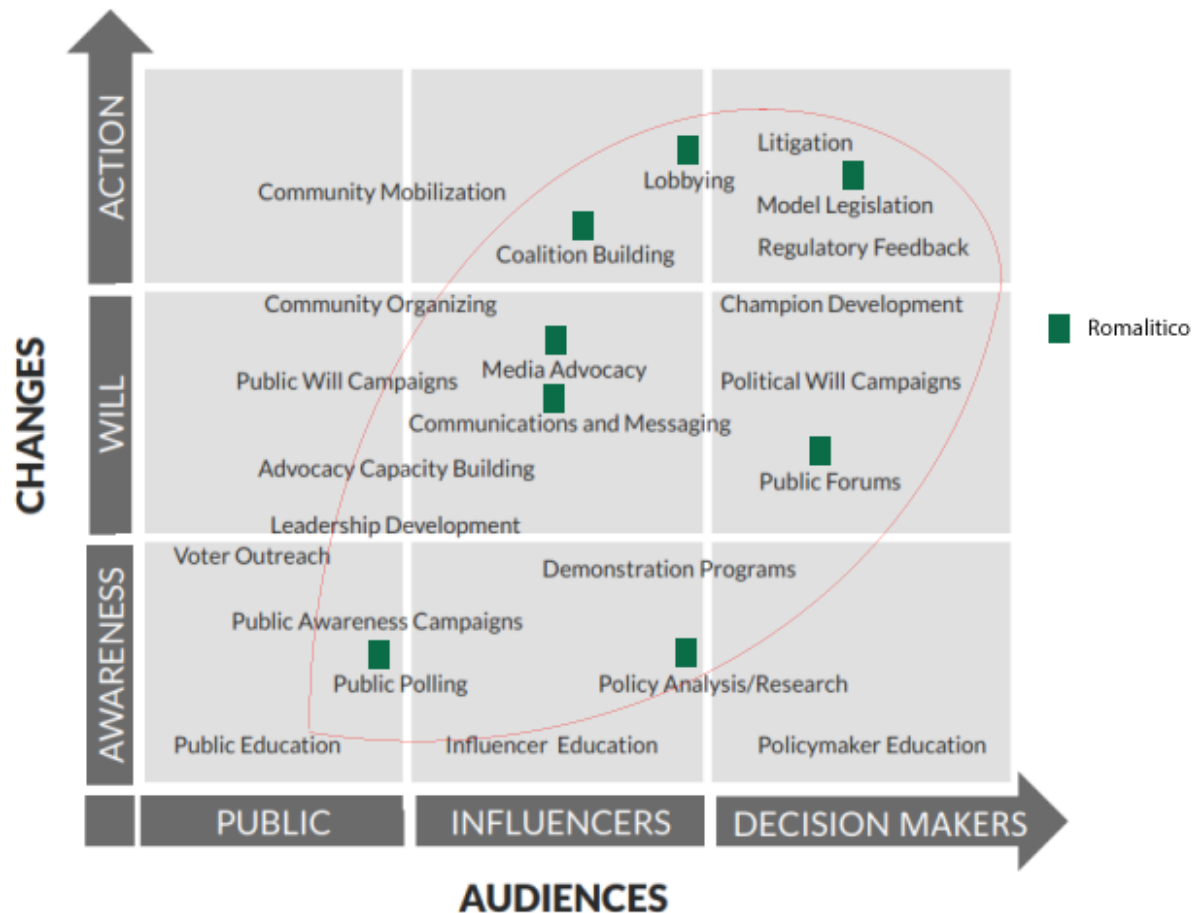 ACTION
Litigation
Lobbying
Community Mobilization
Model Legislation
Coalition Building
Regulatory Feedback
CHANGES
WILL
Community Organizing
Champion Development
Romalitico
Media Advocacy
Public Will Campaigns
Political Will Campaigns
Communications and Messaging
Advocacy Capacity Building
Public Forums
Leadership Development
AWARENESS
Voter Outreach
Demonstration Programs
Public Awareness Campaigns
Public Polling
Policy Analysis/Research
Public Education
Influencer Education
Policymaker Education
PUBLIC
INFLUENCERS
DECISION MAKERS
AUDIENCES